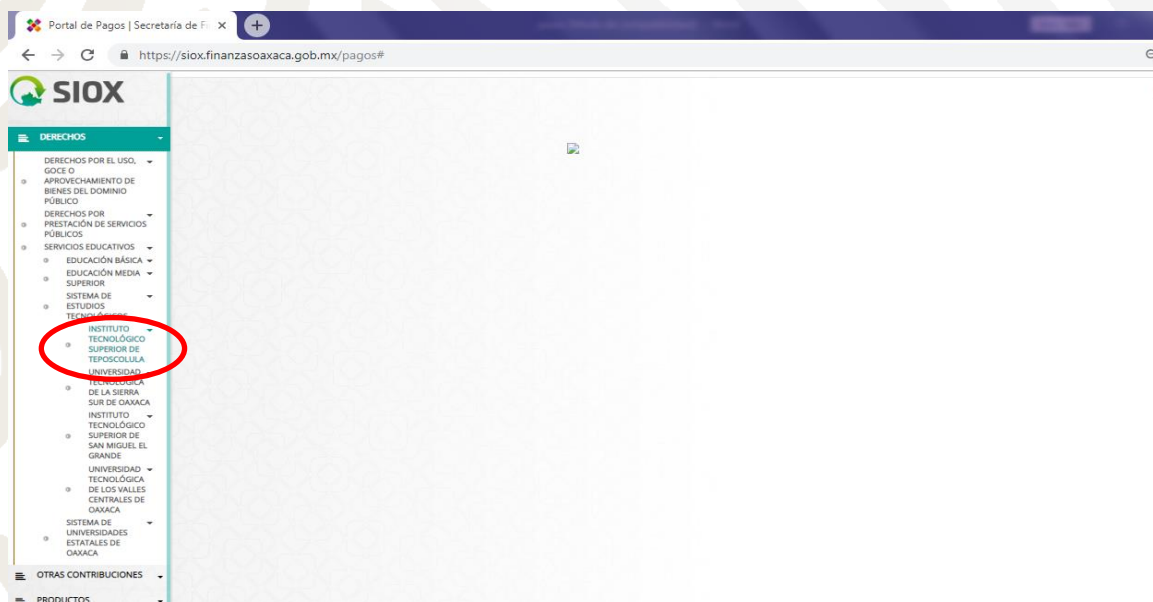 Portal de Pagos | Secretaría de F
https://siox.finanzasoaxaca.gob.mx/pagos#
SIOX
DERECHOS
DERECHOS POR EL USO,
GOCE O
APROVECHAMIENTO DE
BIENES DEL DOMINIO
PÚBLICO
DERECHOS POR
PRESTACIÓN DE SERVICIOS
PÚBLICOS
SERVICIOS EDUCATIVOS
EDUCACIÓN BÁSICA
EDUCACIÓN MEDIA
SUPERIOR
SISTEMA DE
ESTUDIOS
TECNOLÓGICOS
INSTITUTO
TECNOLÓGICO
SUPERIOR DE
TEPOSCOLULA
UNIVERSIDAD
TECNOLÓGICA
DE LA SIERRA
SUR DE OAXACA
INSTITUTO
TECNOLÓGICO
SUPERIOR DE
SAN MIGUEL EL
GRANDE
UNIVERSIDAD
TECNOLÓGICA
DE LOS VALLES
CENTRALES DE
OAXACA
SISTEMA DE
UNIVERSIDADES
ESTATALES DE
OAXACA
OTRAS CONTRIBUCIONES
PRODUCTOS